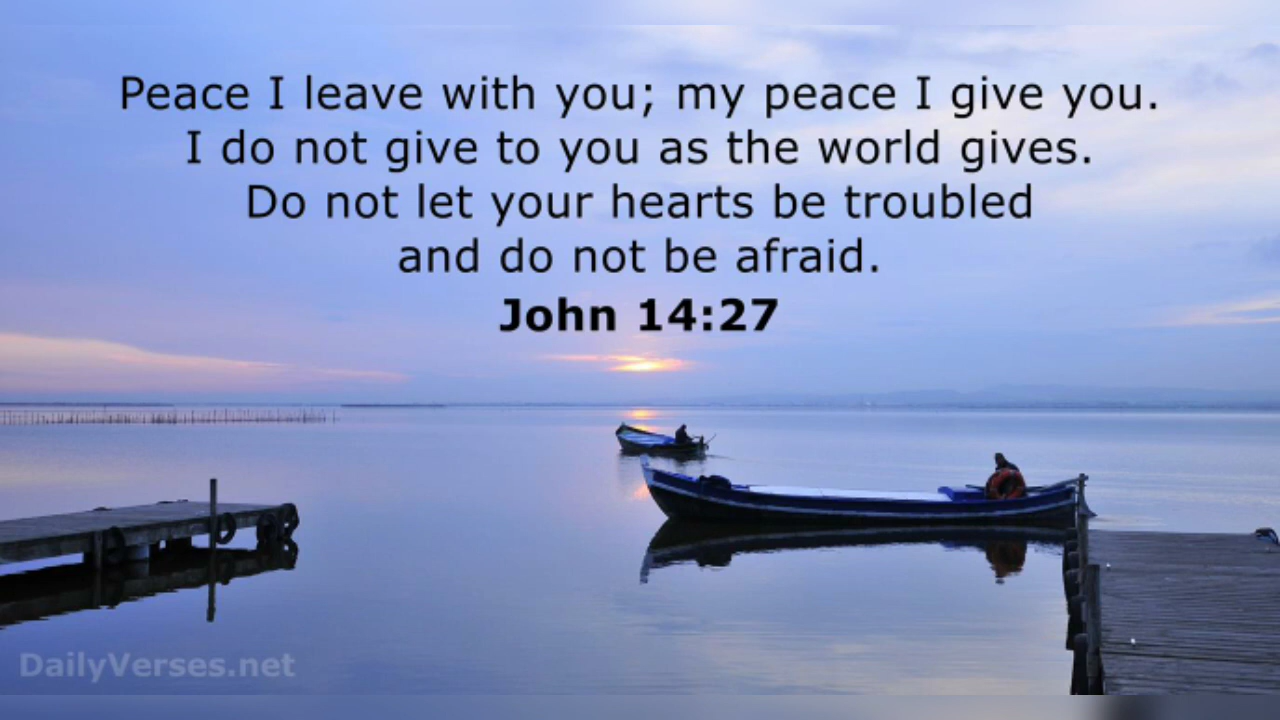 Peace I leave with you; my peace I give you.
I do not give to you as the world gives.
Do not let your hearts be troubled
and do not be afraid.
John 14:27
DailyVerses.net